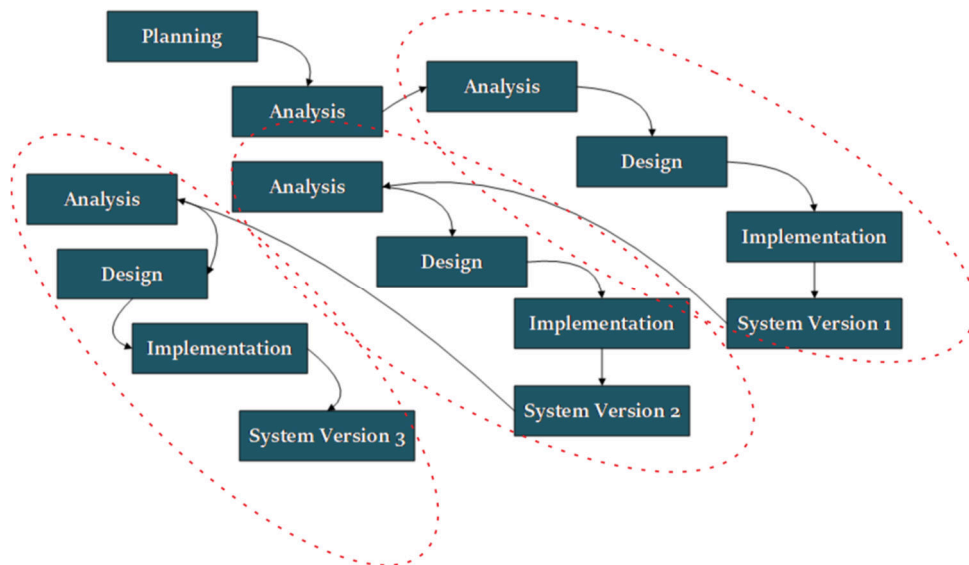 Planning
Analysis
Analysis
Design
Implementation
System Version 1
Analysis
Design
Implementation
System Version 2
Analysis
Design
Implementation
System Version 3